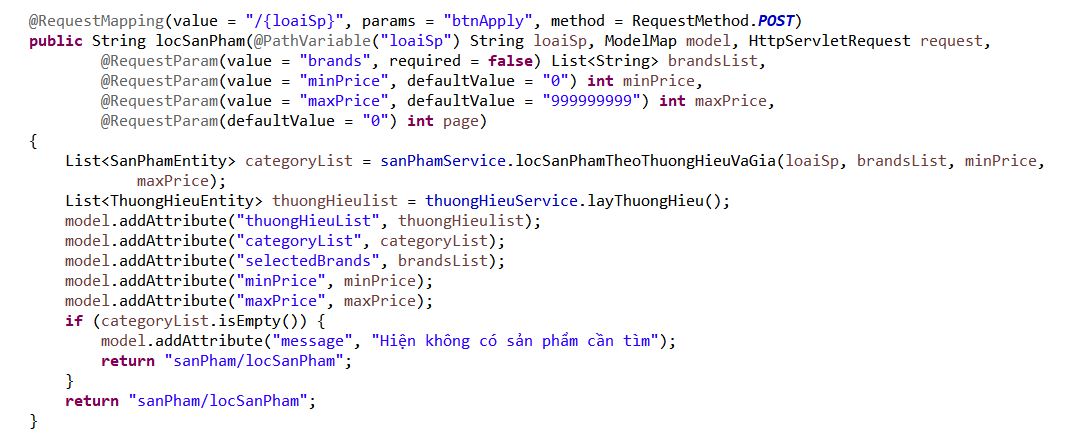 @RequestMapping(value = "/{loaiSp}", params = "btnApply", method = RequestMethod.POST)
public String locSanPham(@PathVariable("loaiSp") String loaiSp, ModelMap model, HttpServletRequest request,
        @RequestParam(value = "brands", required = false) List<String> brandsList,
        @RequestParam(value = "minPrice", defaultValue = "0") int minPrice,
        @RequestParam(value = "maxPrice", defaultValue = "999999999") int maxPrice,
        @RequestParam(defaultValue = "0") int page)
{
    List<SanPhamEntity> categoryList = sanPhamService.locSanPhamTheoThuongHieuVaGia(loaiSp, brandsList, minPrice,
            maxPrice);
    List<ThuongHieuEntity> thuongHieulist = thuongHieuService.layThuongHieu();
    model.addAttribute("thuongHieuList", thuongHieulist);
    model.addAttribute("categoryList", categoryList);
    model.addAttribute("selectedBrands", brandsList);
    model.addAttribute("minPrice", minPrice);
    model.addAttribute("maxPrice", maxPrice);
    if (categoryList.isEmpty()) {
        model.addAttribute("message", "Hiện không có sản phẩm cần tìm");
        return "sanPham/locSanPham";
    }
    return "sanPham/locSanPham";
}